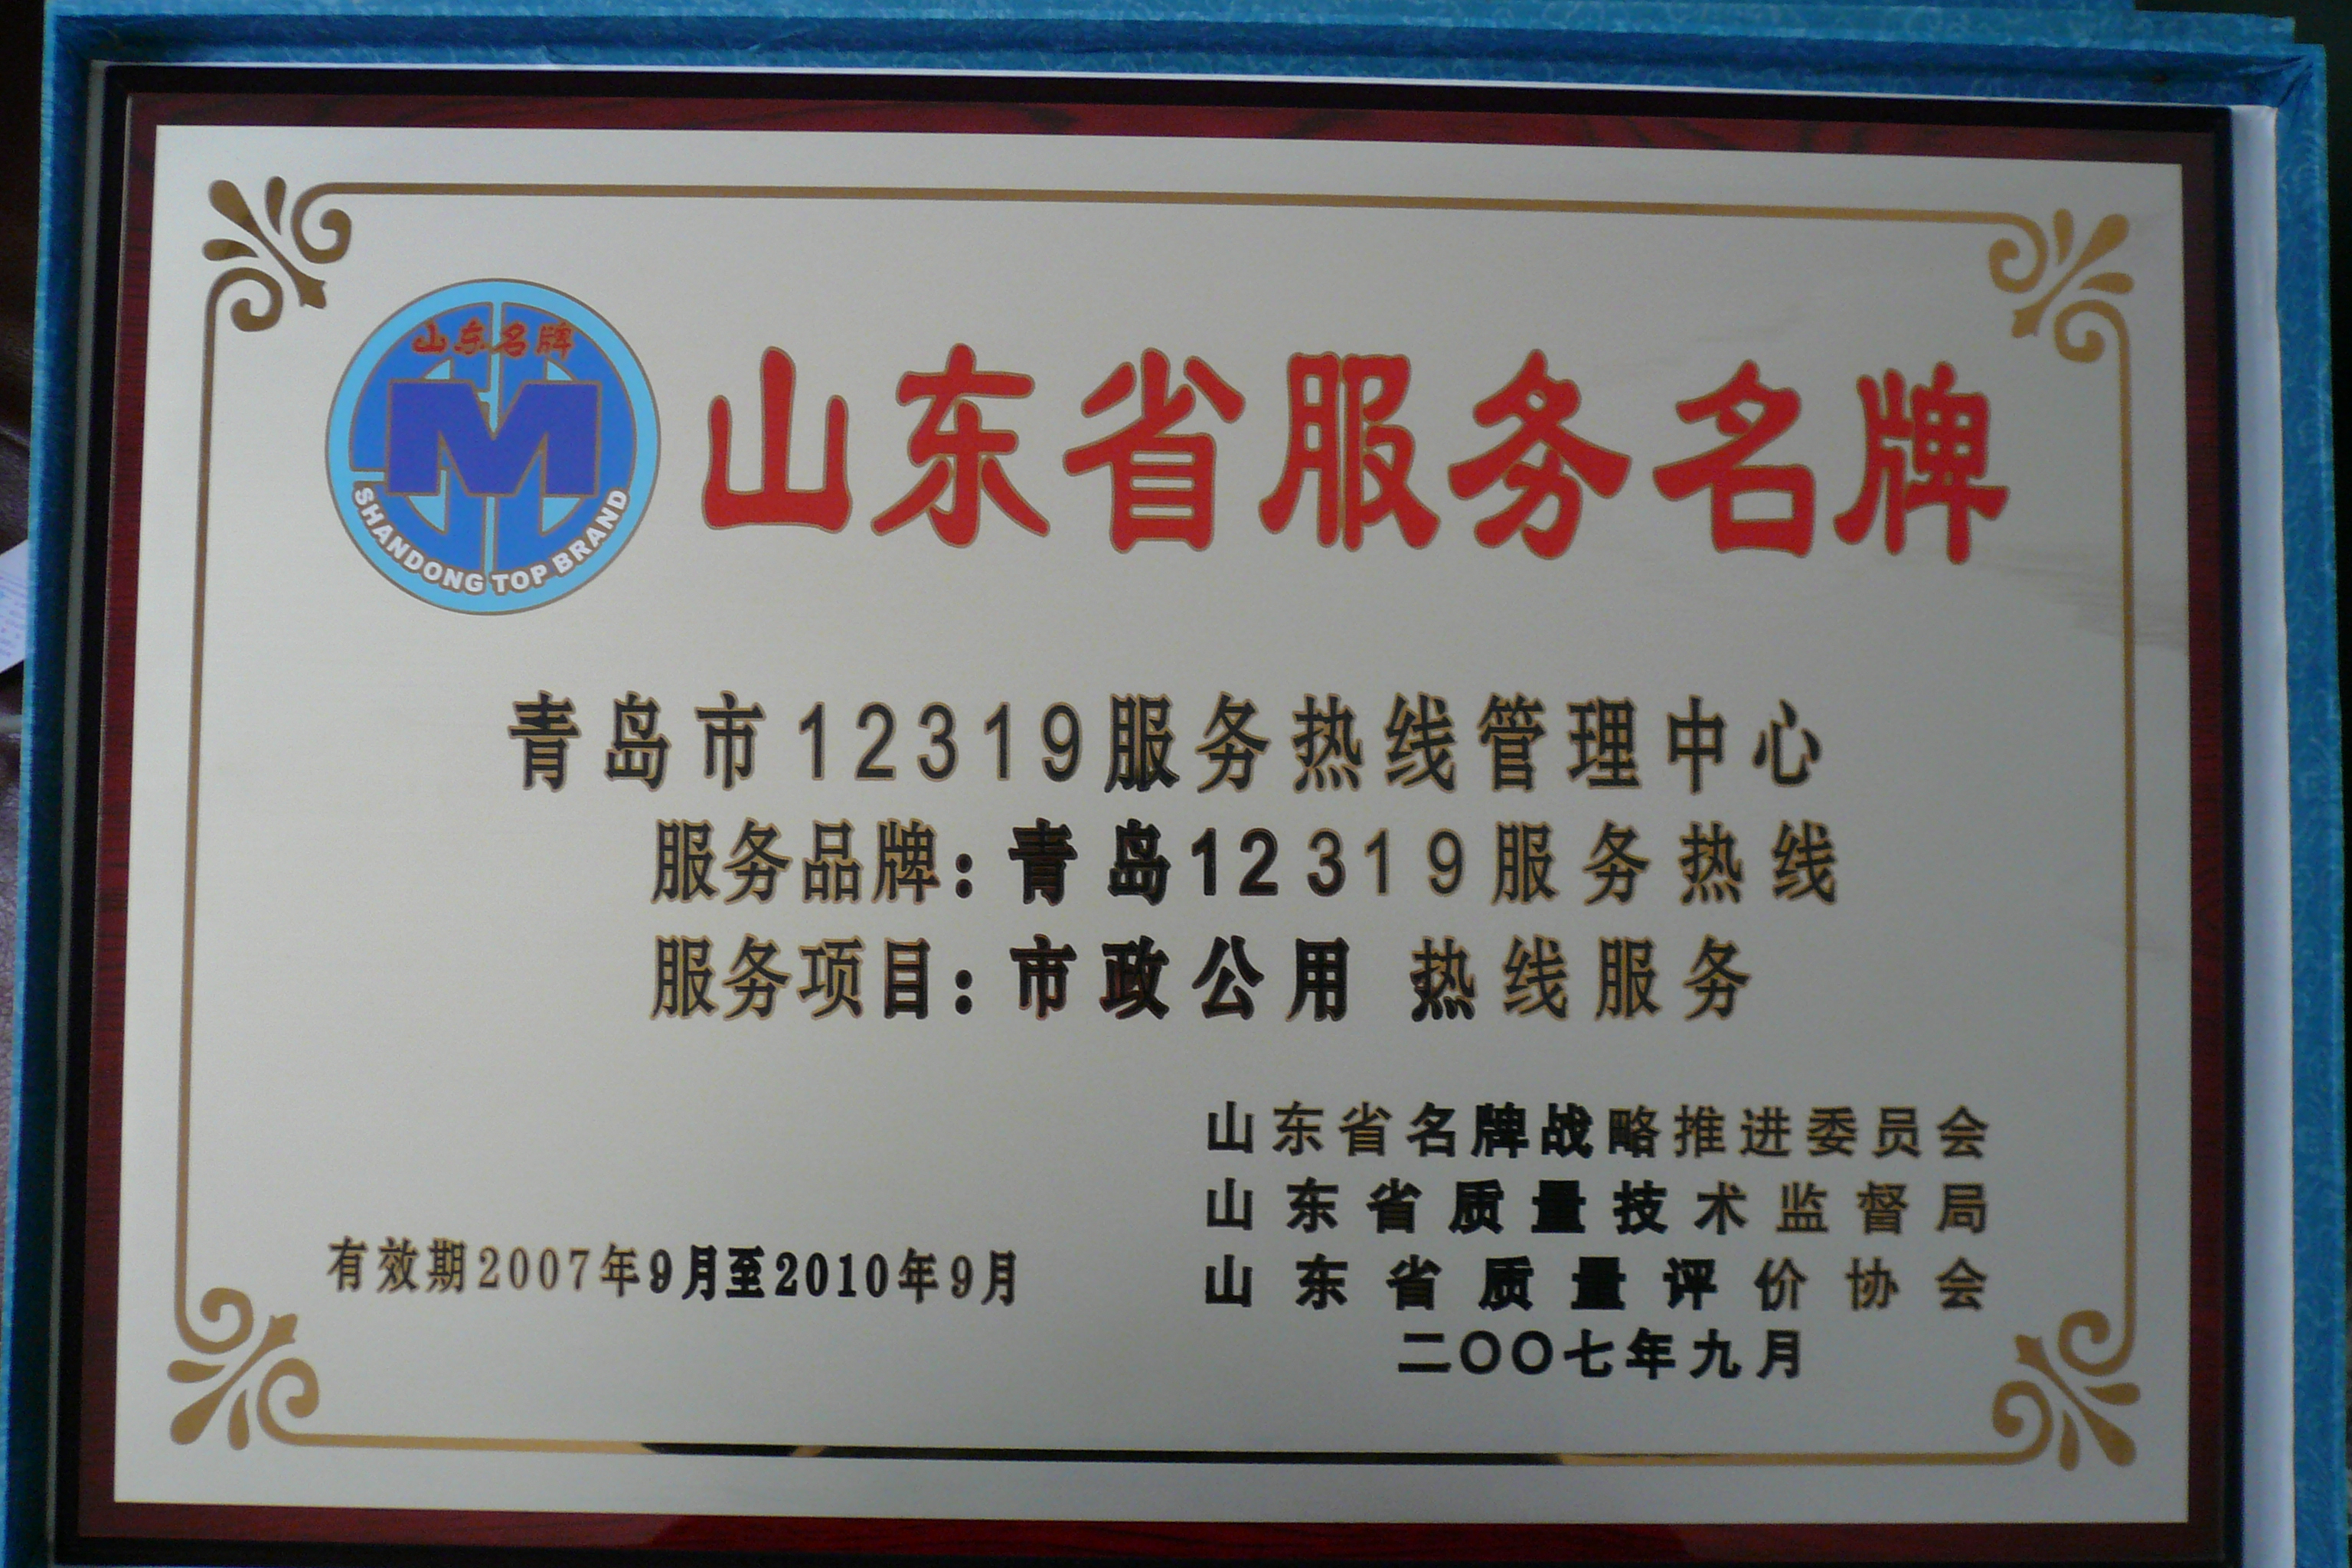 山东名牌
SHANDONG TOP BRAND
山东省服务名牌
青岛市12319服务热线管理中心
服务品牌：青岛12319服务热线
服务项目：市政公用 热线服务
山东省名牌战略推进委员会
山东省质量技术监督局
山东省质量评价协会
有效期2007年9月至2010年9月
二〇〇七年九月